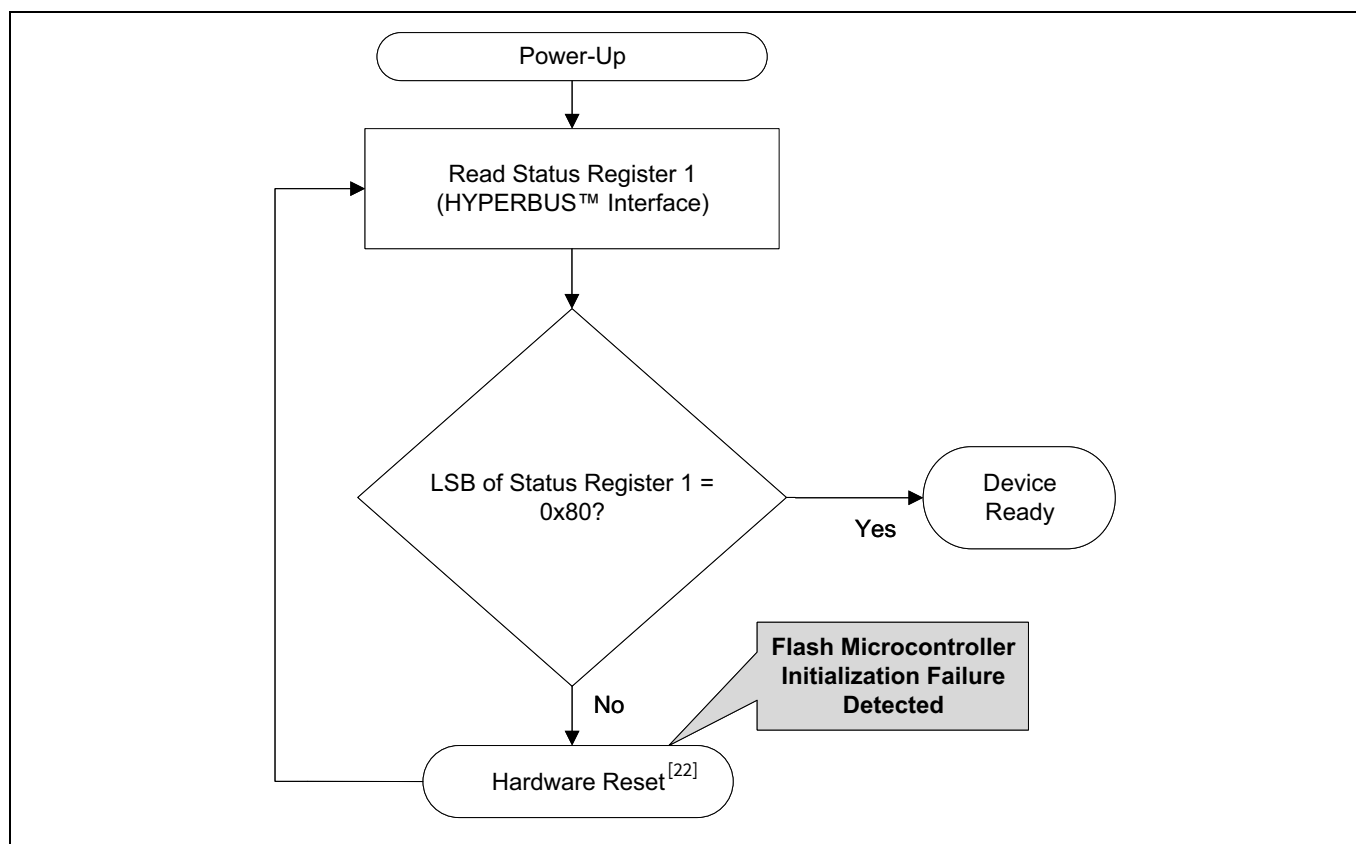 Power-Up
Read Status Register 1
(HYPERBUS™ Interface)
LSB of Status Register 1 =
0x80?
Yes
Device
Ready
No
Flash Microcontroller
Initialization Failure
Detected
Hardware Reset[22]